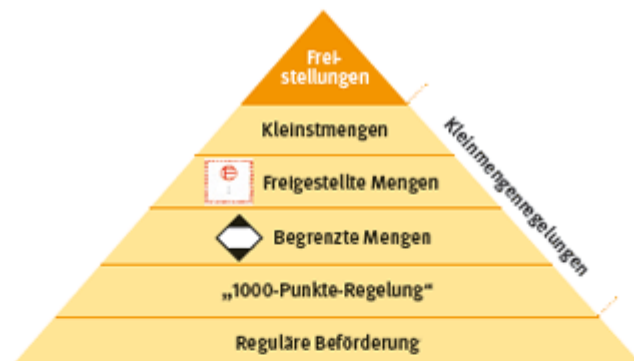 Frei-
stellungen
Kleinstmengen
Freigestellte Mengen
Begrenzte Mengen
„1000-Punkte-Regelung“
Reguläre Beförderung
Kleinmengenregelungen